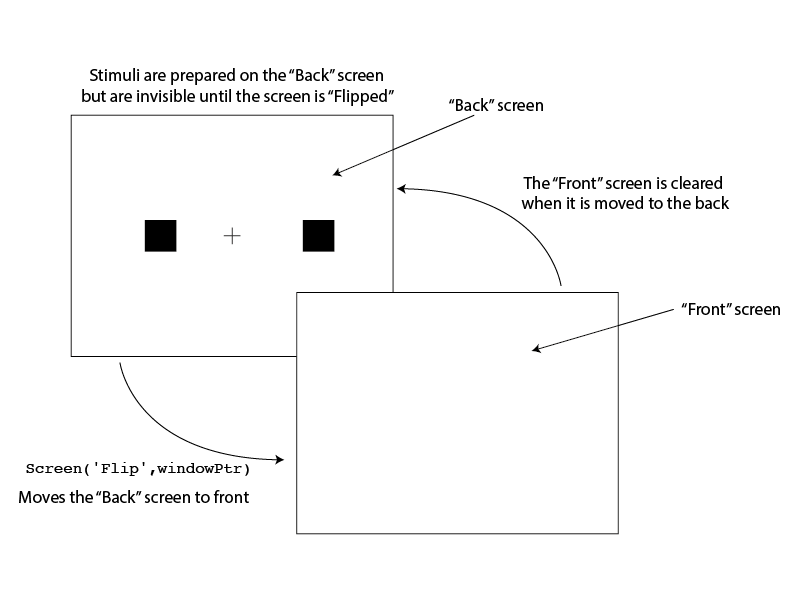 Stimuli are prepared on the “Back” screen
but are invisible until the screen is “Flipped”
“Back” screen
The “Front” screen is cleared
when it is moved to the back
“Front” screen
Screen('Flip',windowPtr)
Moves the “Back” screen to front